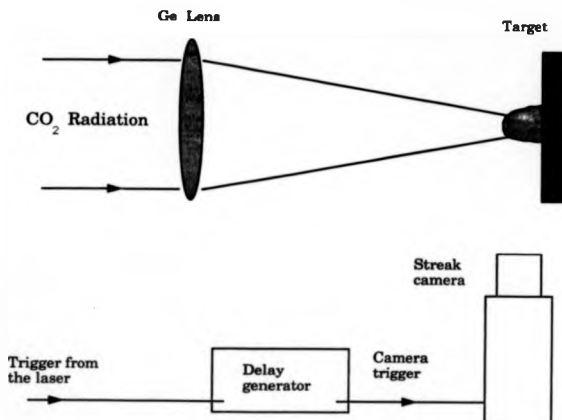 Ge Lens
Target
CO2 Radiation
Streak
camera
Trigger from
the laser
Delay
generator
Camera
trigger